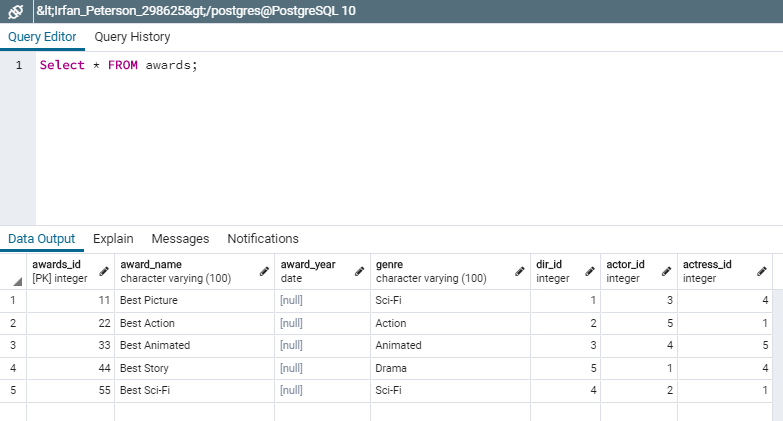 &lt;Irfan_Peterson_298625&gt;/postgres@PostgreSQL 10
Query Editor Query History
1 Select * FROM awards;
Data Output Explain Messages Notifications
awards_id award_name award_year genre dir_id actor_id actress_id
[PK] integer character varying (100) date character varying (100) integer integer integer
1 11 Best Picture [null] Sci-Fi 1 3 4
2 22 Best Action [null] Action 2 5 1
3 33 Best Animated [null] Animated 3 4 5
4 44 Best Story [null] Drama 5 1 4
5 55 Best Sci-Fi [null] Sci-Fi 4 2 1